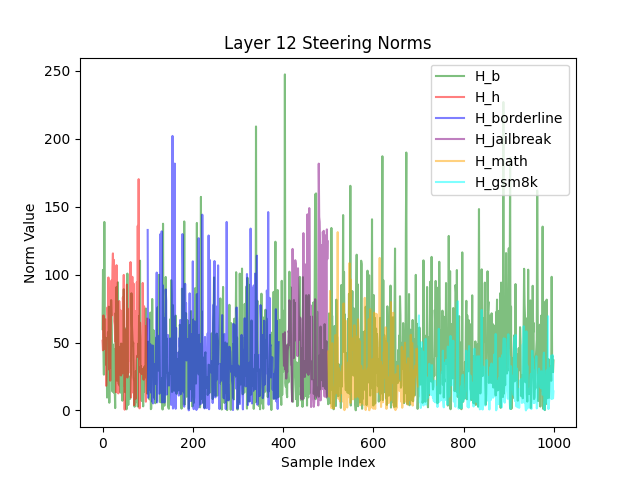 Layer 12 Steering Norms
250
200
150
100
50
0
Norm Value
0
200
400
600
800
1000
Sample Index
H_b
H_h
H_borderline
H_jailbreak
H_math
H_gsm8k